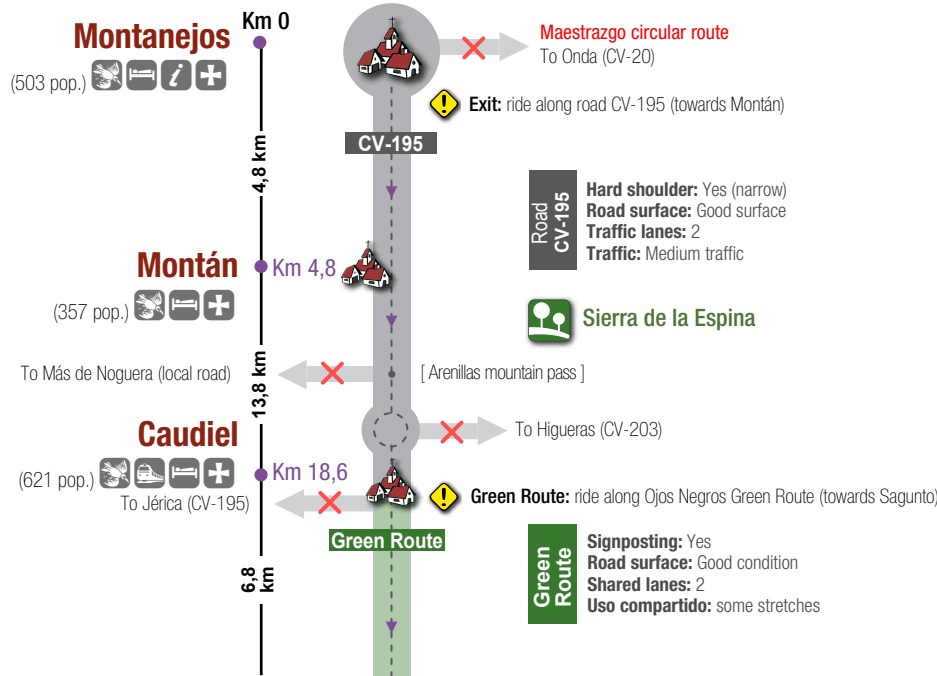 Montanejos
Km 0
(503 pop.)
Maestrazgo circular route
To Onda (CV-20)
Exit: ride along road CV-195 (towards Montán)
CV-195
4,8 km
Road
CV-195
Hard shoulder: Yes (narrow)
Road surface: Good surface
Traffic lanes: 2
Traffic: Medium traffic
Montán
Km 4,8
(357 pop.)
Sierra de la Espina
To Más de Noguera (local road)
[ Arenillas mountain pass ]
13,8 km
To Higueras (CV-203)
Caudiel
Km 18,6
(621 pop.)
To Jérica (CV-195)
Green Route: ride along Ojos Negros Green Route (towards Sagunto)
Green Route
6,8
km
Green
Route
Signposting: Yes
Road surface: Good condition
Shared lanes: 2
Uso compartido: some stretches